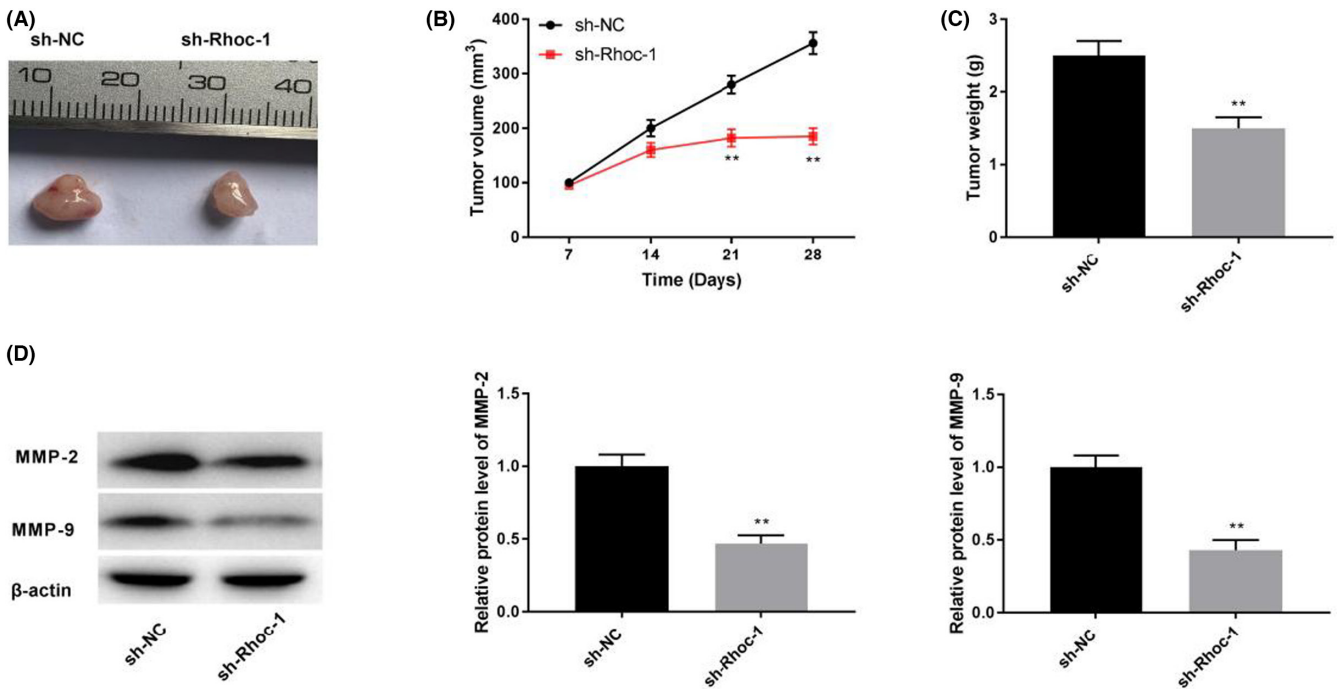 (A)
sh-NC sh-Rhoc-1
10 20 30 40
(B)
sh-NC
sh-Rhoc-1
Tumor volume (mm3)
400
300
200
100
0
** **
7 14 21 28
Time (Days)
(C)
Tumor weight (g)
3
2
1
0
**
sh-NC
sh-Rhoc-1
(D)
MMP-2
MMP-9
β-actin
sh-NC
sh-Rhoc-1
Relative protein level of MMP-2
1.5
1.0
0.5
0.0
**
sh-NC
sh-Rhoc-1
Relative protein level of MMP-9
1.5
1.0
0.5
0.0
**
sh-NC
sh-Rhoc-1